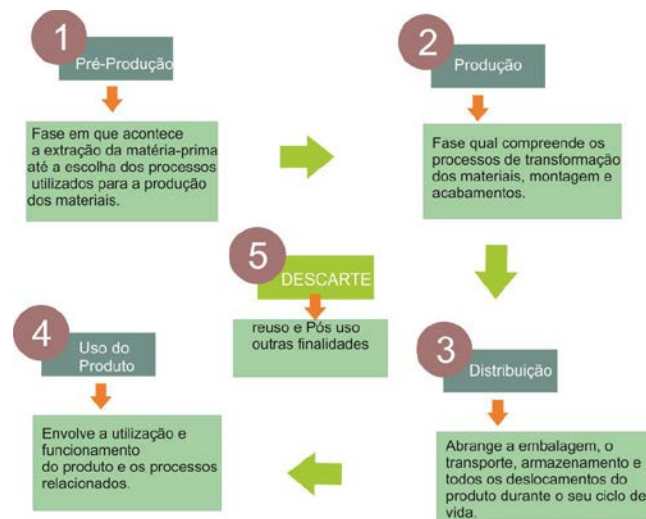 1
Pré-Produção
Fase em que acontece
a extração da matéria-prima
até a escolha dos processos
utilizados para a produção
dos materiais.
2
Produção
Fase qual compreende os
processos de transformação
dos materiais, montagem e
acabamentos.
3
Distribuição
Abrange a embalagem, o
transporte, armazenamento e
todos os deslocamentos do
produto durante o seu ciclo de
vida.
4
Uso do
Produto
Envolve a utilização e
funcionamento
do produto e os processos
relacionados.
5
DESCARTE
reuso e Pós uso
outras finalidades